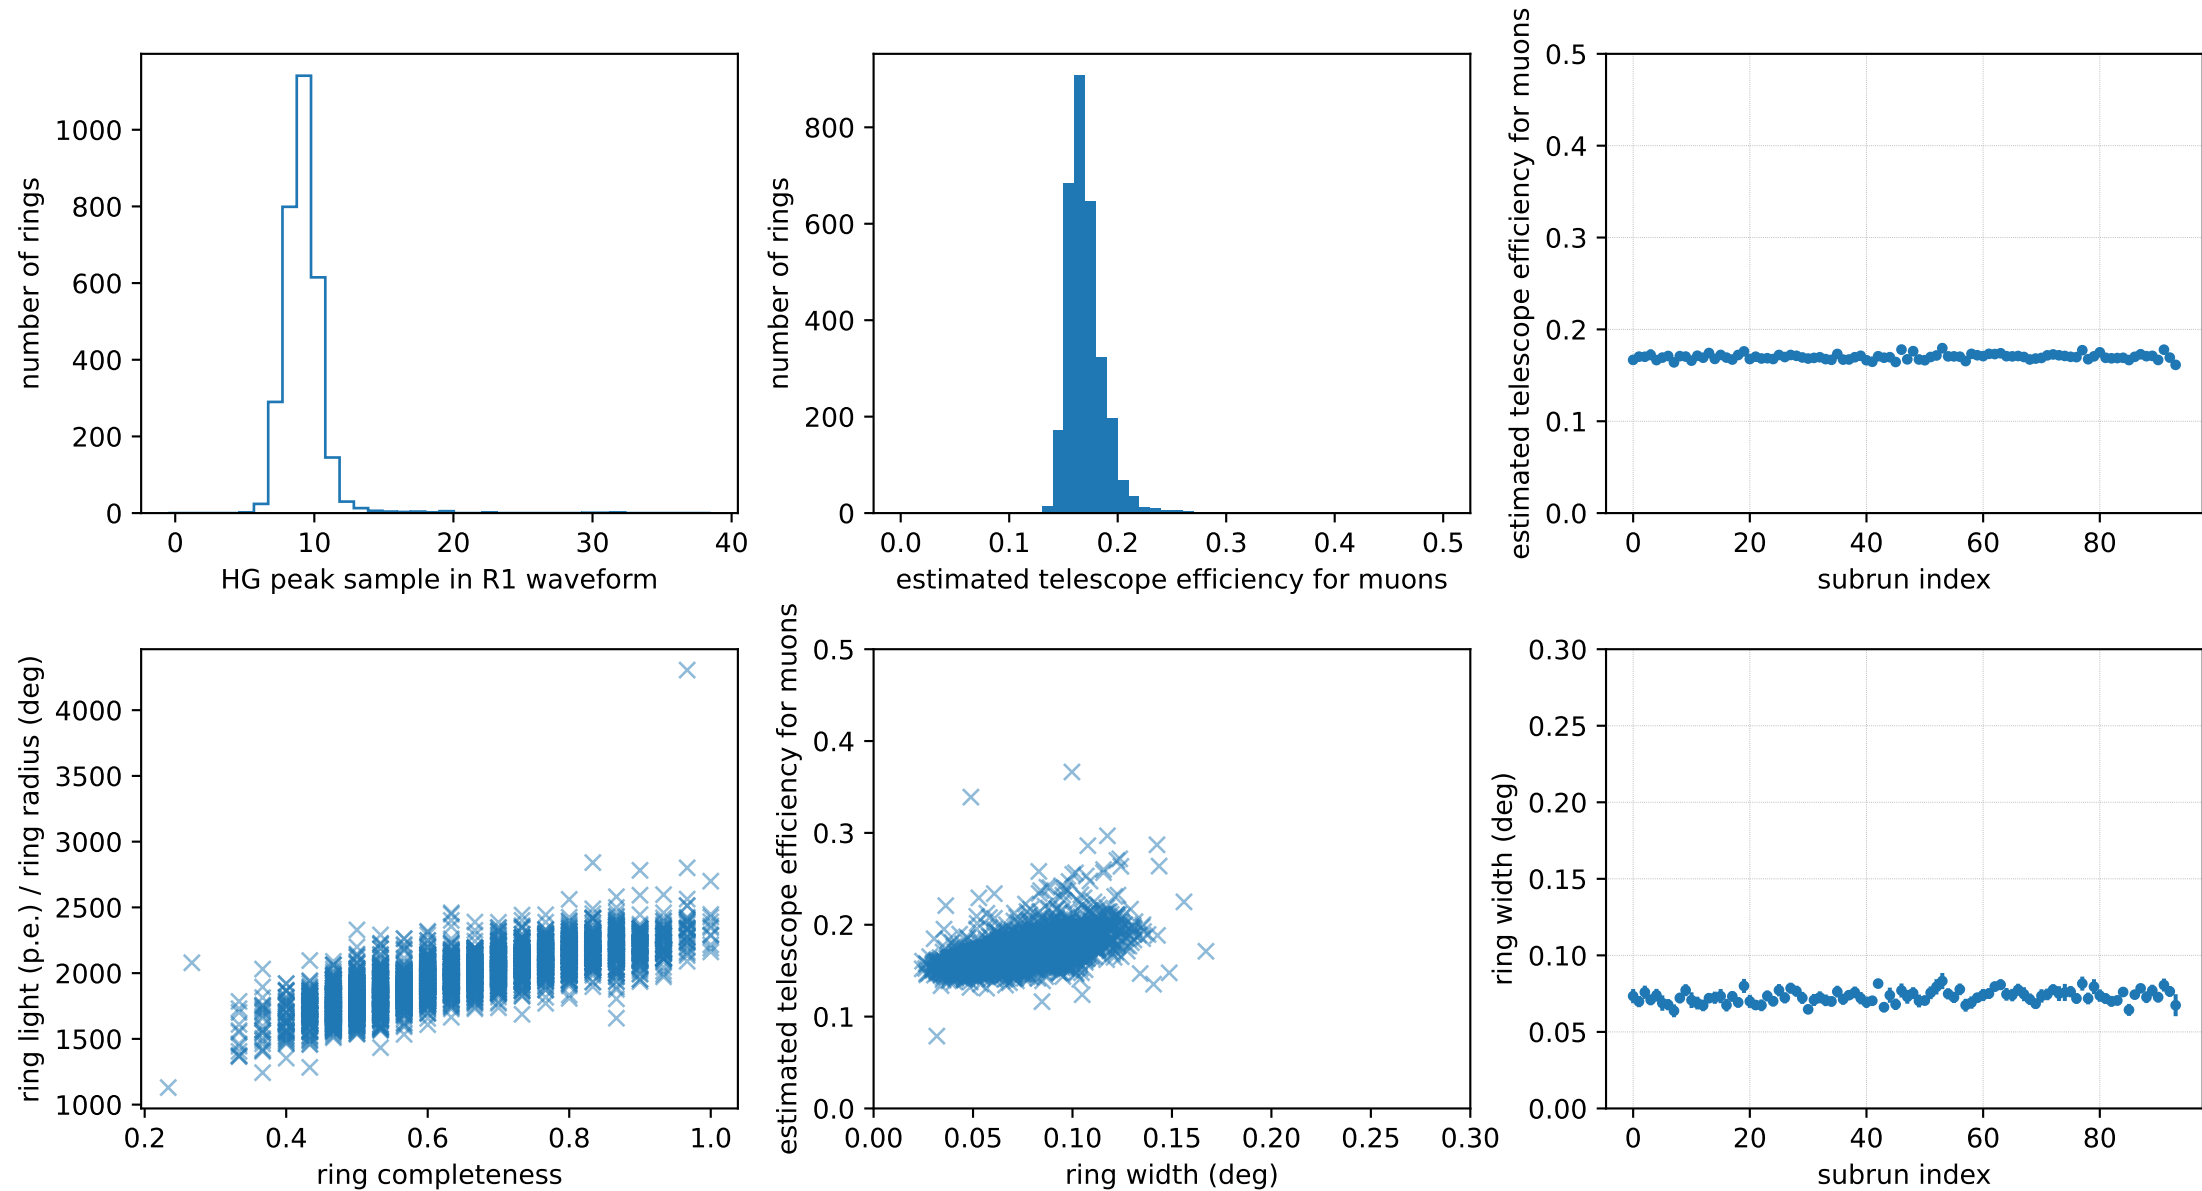 1000
800
600
400
200
0
number of rings
0 10 20 30 40
HG peak sample in R1 waveform
800
600
400
200
0
number of rings
0.0 0.1 0.2 0.3 0.4 0.5
estimated telescope efficiency for muons
0.5
0.4
0.3
0.2
0.1
0.0
estimated telescope efficiency for muons
0 20 40 60 80
subrun index
4000
3500
3000
2500
2000
1500
1000
ring light (p.e.) / ring radius (deg)
0.2 0.4 0.6 0.8 1.0
ring completeness
0.5
0.4
0.3
0.2
0.1
0.0
estimated telescope efficiency for muons
0.00 0.05 0.10 0.15 0.20 0.25 0.30
ring width (deg)
0.30
0.25
0.20
0.15
0.10
0.05
0.00
ring width (deg)
0 20 40 60 80
subrun index